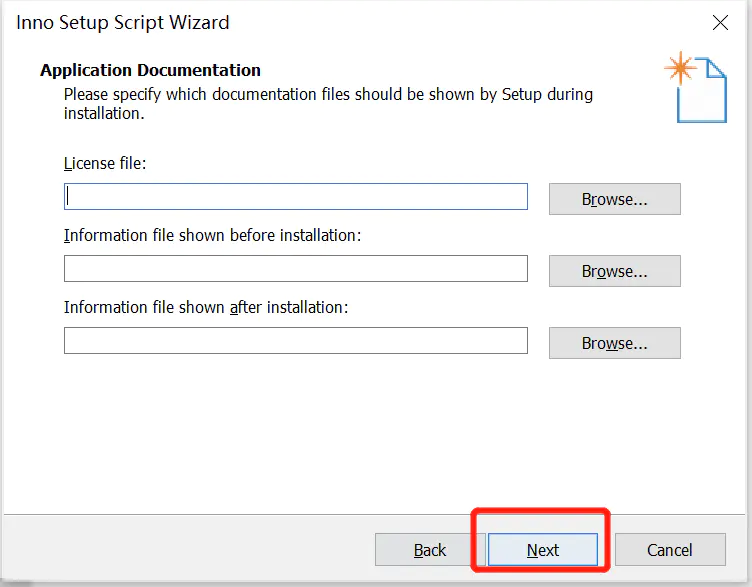 Inno Setup Script Wizard
Application Documentation
Please specify which documentation files should be shown by Setup during
installation.
License file:
Browse...
Information file shown before installation:
Browse...
Information file shown after installation:
Browse...
Back
Next
Cancel